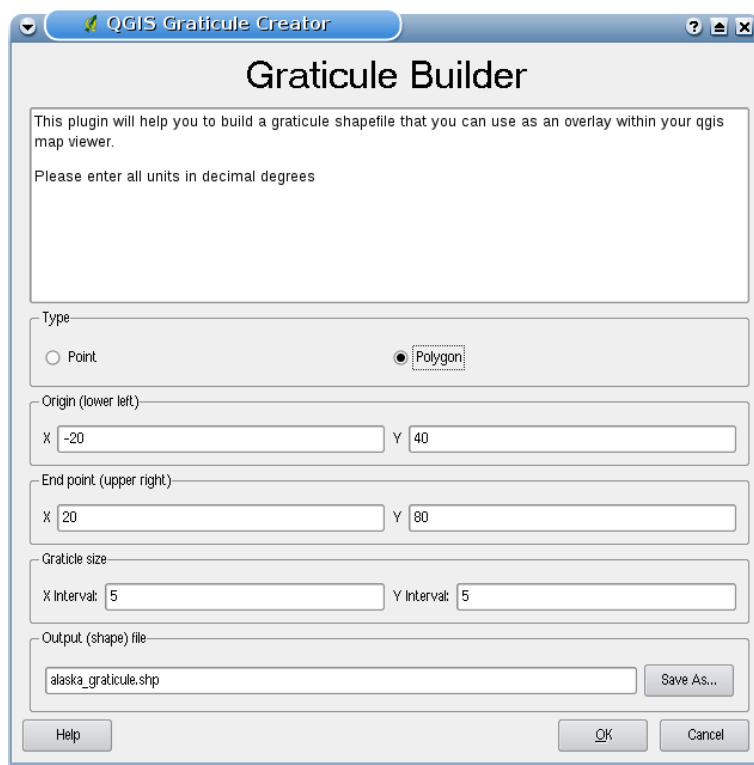 QGIS Graticule Creator
Graticule Builder
This plugin will help you to build a graticule shapefile that you can use as an overlay within your qgis
map viewer.
Please enter all units in decimal degrees
Type
Point
Polygon
Origin (lower left)
X -20
Y 40
End point (upper right)
X 20
Y 80
Graticle size
X Interval: 5
Y Interval: 5
Output (shape) file
alaska_graticule.shp
Save As...
Help
OK
Cancel